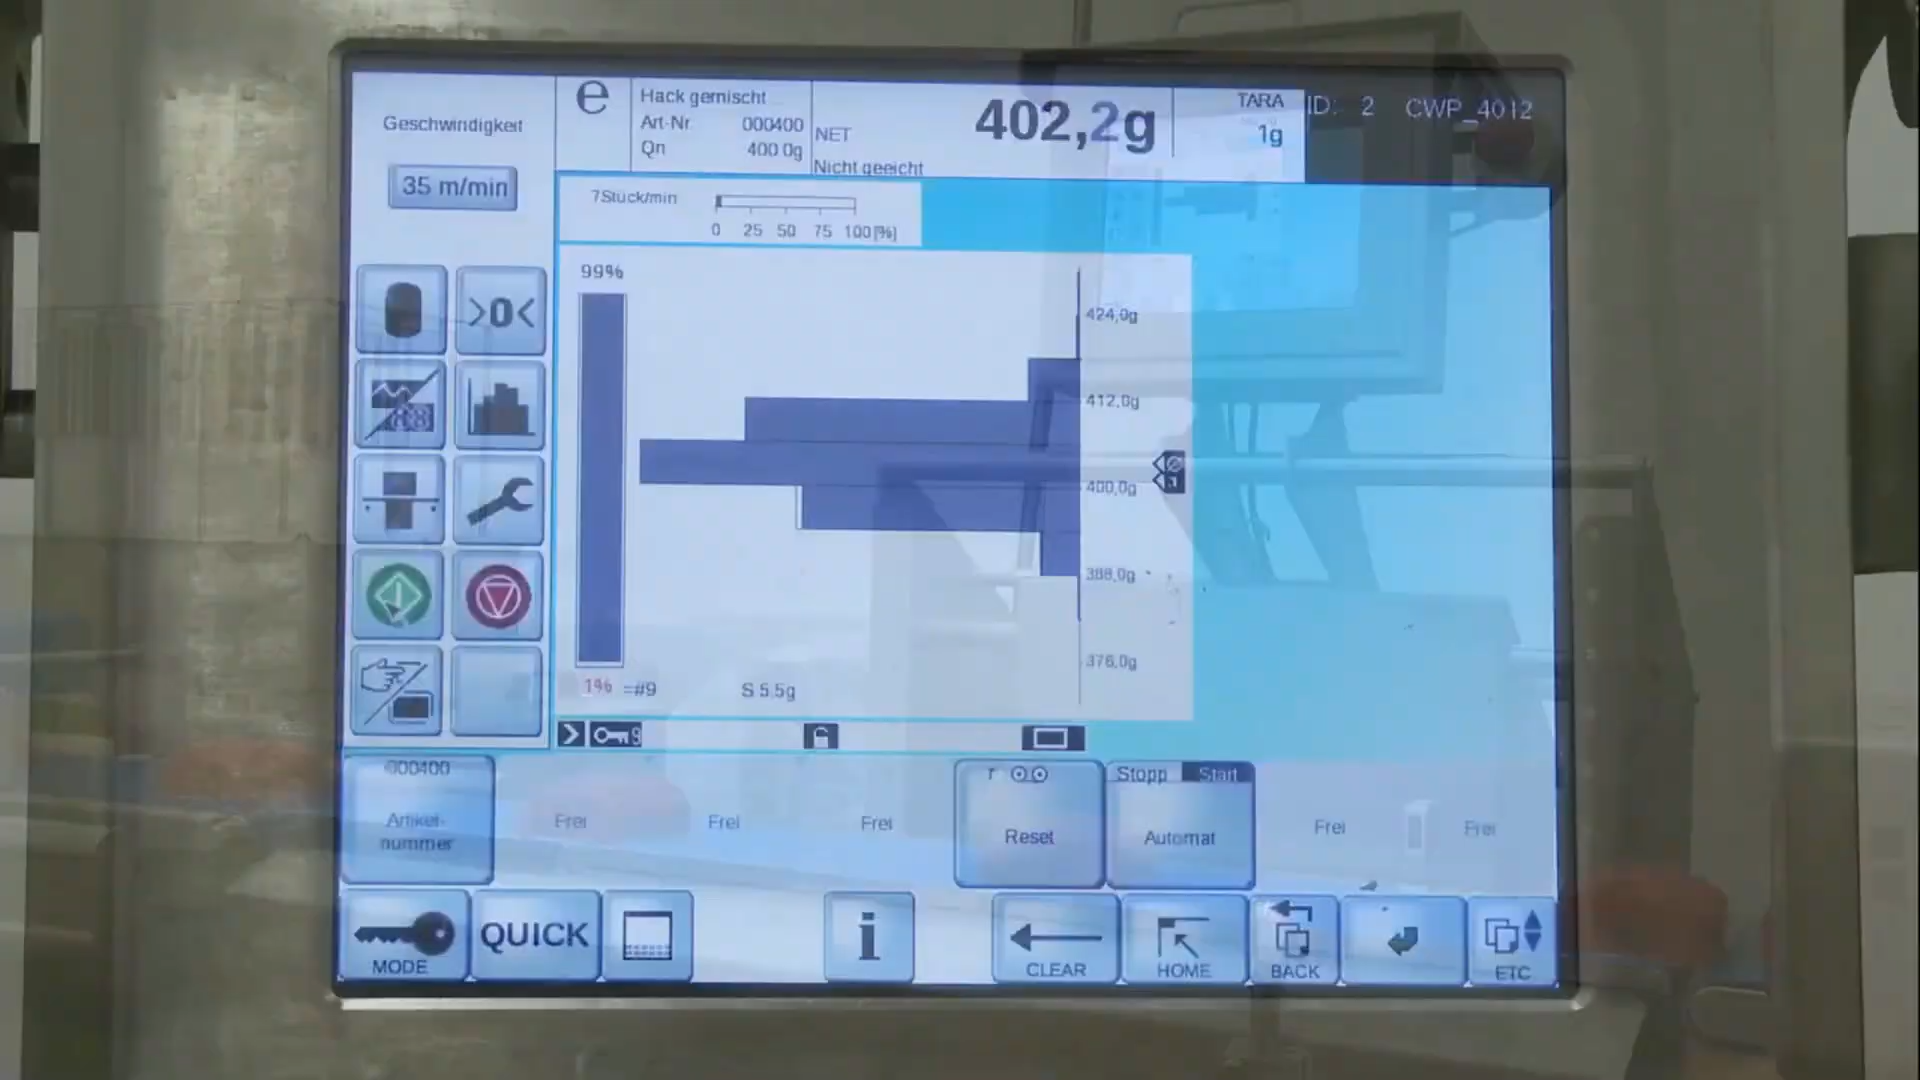 Geschwindigkeit
35 m/min
e
Hack gemischt
Art-Nr. 000400
Qn 400 0g
NET
402,2g
Nicht geeicht
TARA
1g
ID: 2 CWP_4012
7Stück/min
0 25 50 75 100[%]
99%
>0<
424,0g
412,0g
400,0g
388,0g
376,0g
1% =#9
S 5.5g
9
000400
Artikel-
nummer
Frei
Frei
Frei
r
Reset
Stopp Start
Automat
Frei
Frei
MODE
QUICK
i
CLEAR
HOME
BACK
ETC